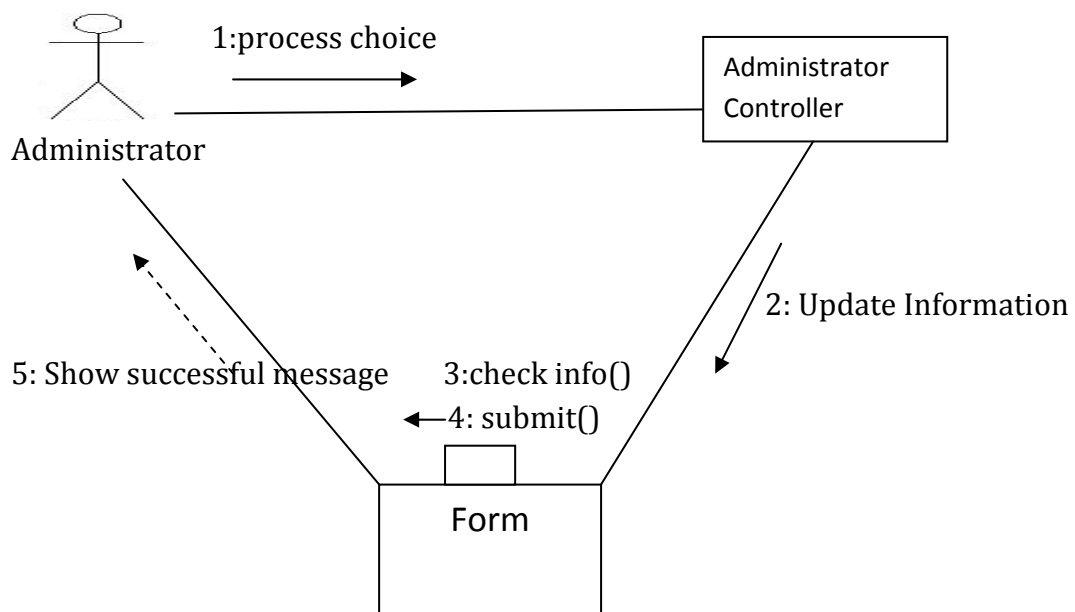 1:process choice
Administrator
Controller
Administrator
2: Update Information
5: Show successful message
3:check info()
4: submit()
Form